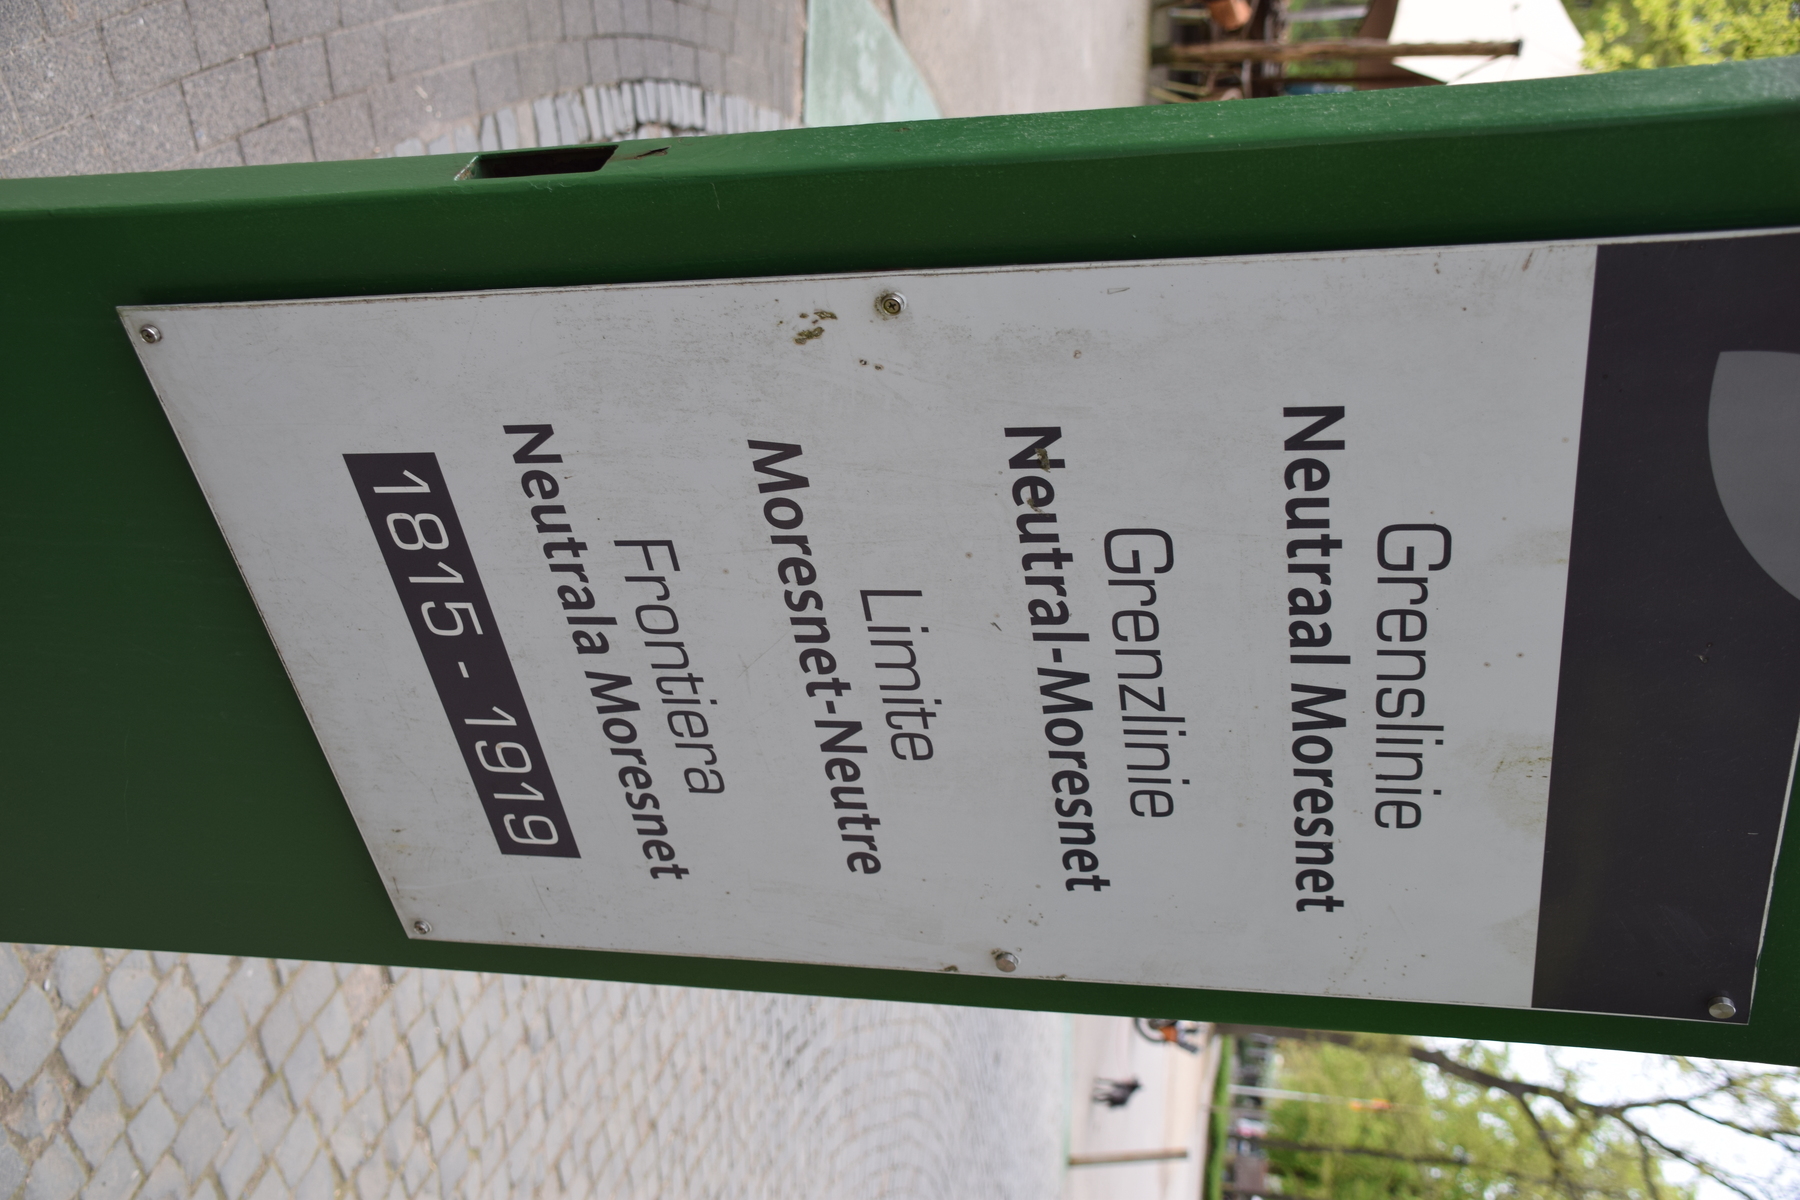 Grenslinie
Neutraal Moresnet
Grenzlinie
Neutral-Moresnet
Limite
Moresnet-Neutre
Frontiera
Neutrala Moresnet
1815 - 1919